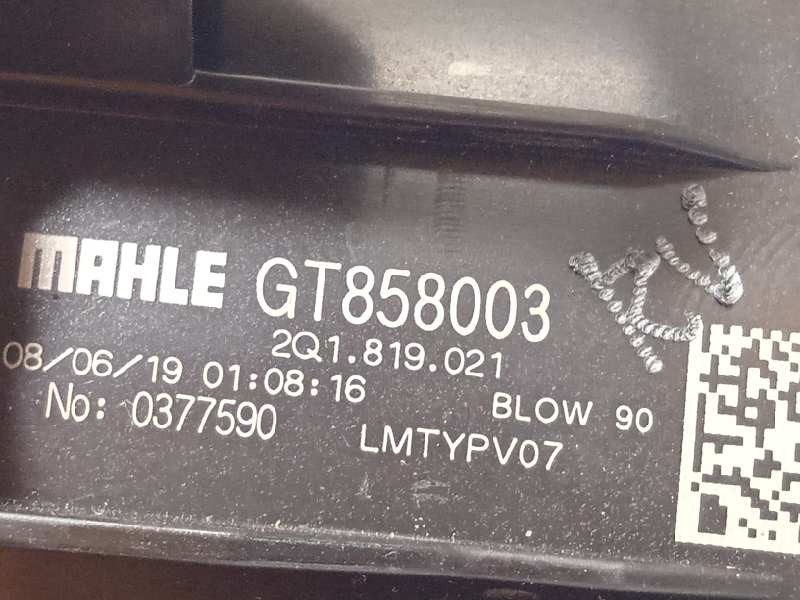 MAHLE GT858003
2Q1.819.021
08/06/19 01:08:16
BLOW 90
No: 0377590
LMTYPV07